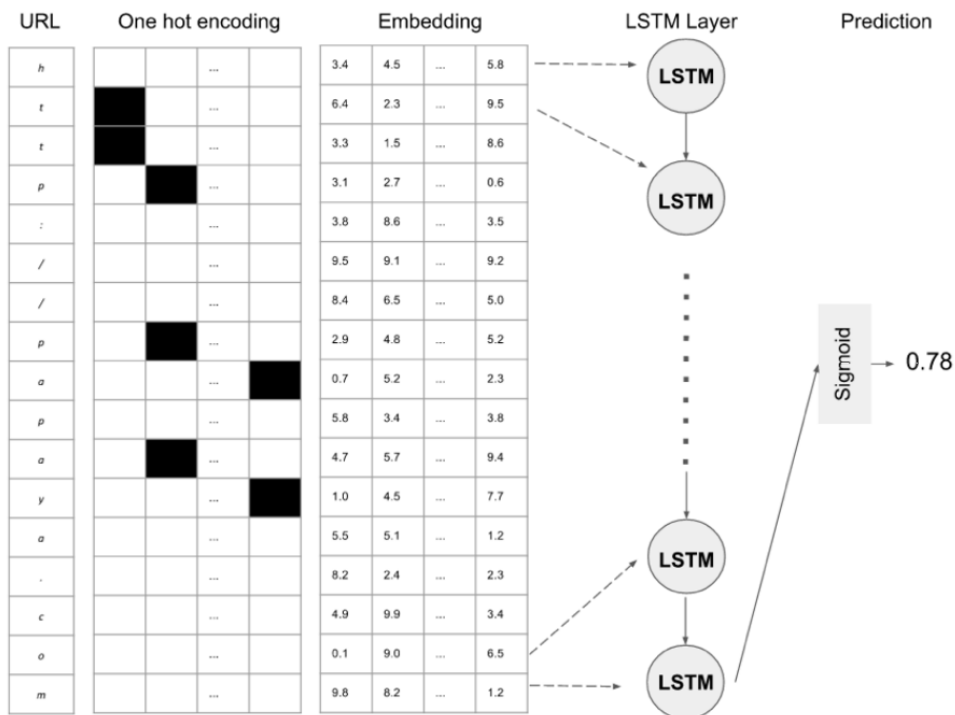 URL One hot encoding Embedding LSTM Layer Prediction
h ... 3.4 4.5 ... 5.8 LSTM
t ... 6.4 2.3 ... 9.5
t ... 3.3 1.5 ... 8.6
p ... 3.1 2.7 ... 0.6 LSTM
: ... 3.8 8.6 ... 3.5
/ ... 9.5 9.1 ... 9.2
/ ... 8.4 6.5 ... 5.0
p ... 2.9 4.8 ... 5.2
a ... 0.7 5.2 ... 2.3 Sigmoid 0.78
p ... 5.8 3.4 ... 3.8
a ... 4.7 5.7 ... 9.4
y ... 1.0 4.5 ... 7.7
a ... 5.5 5.1 ... 1.2 LSTM
. ... 8.2 2.4 ... 2.3
c ... 4.9 9.9 ... 3.4
o ... 0.1 9.0 ... 6.5
m ... 9.8 8.2 ... 1.2 LSTM